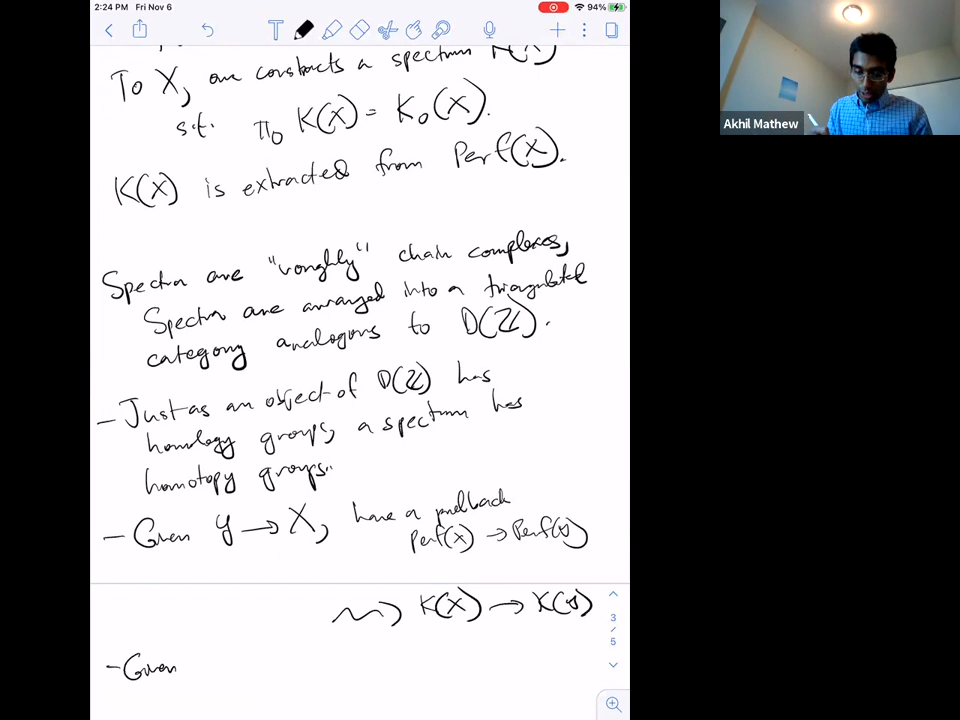 2:24 PM Fri Nov 6
94%
To X, one constructs a spectrum K(X)
s.t. π₀ K(X) = K₀(X).
K(X) is extracted from Perf(X).
Spectra are "roughly" chain complexes,
Spectra are arranged into a triangulated
category analogous to D(ℤ).
- Just as an object of D(ℤ) has
homology groups, a spectrum has
homotopy groups.
- Given Y → X, have a pullback
Perf(X) → Perf(Y)
⇝ K(X) → K(Y)
- Given
3
/
5
Akhil Mathew